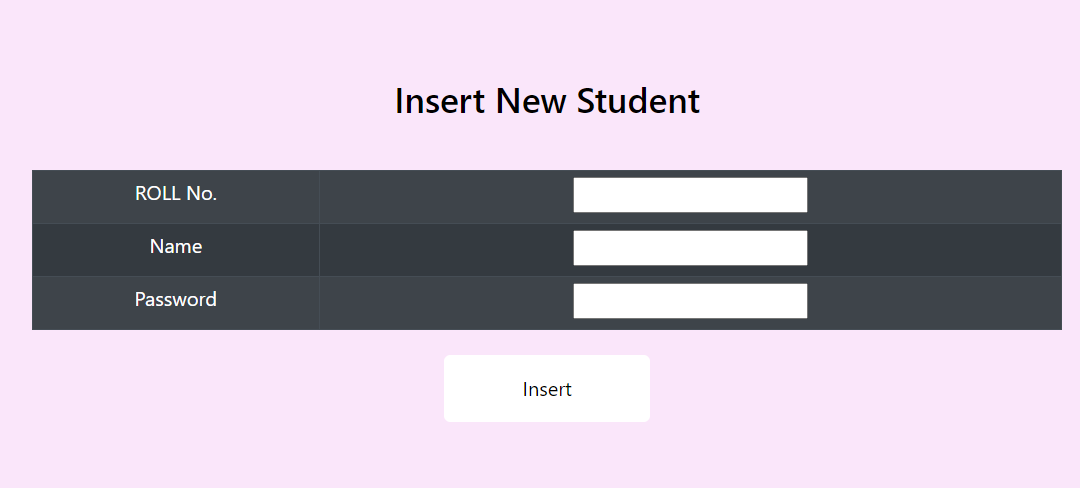 Insert New Student
ROLL No.
Name
Password
Insert